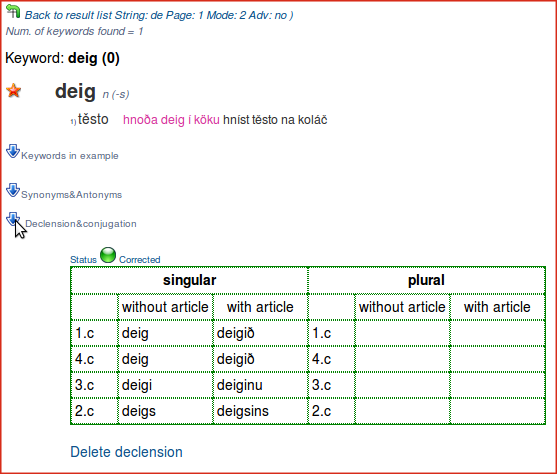 Back to result list String: de Page: 1 Mode: 2 Adv: no )
Num. of keywords found = 1
Keyword: deig (0)
deig n (-s)
1) těsto hnoða deig í köku hníst těsto na koláč
Keywords in example
Synonyms&Antonyms
Declension&conjugation
Status Corrected
singular plural
without article with article without article with article
1.c deig deigið 1.c
4.c deig deigið 4.c
3.c deigi deiginu 3.c
2.c deigs deigsins 2.c
Delete declension